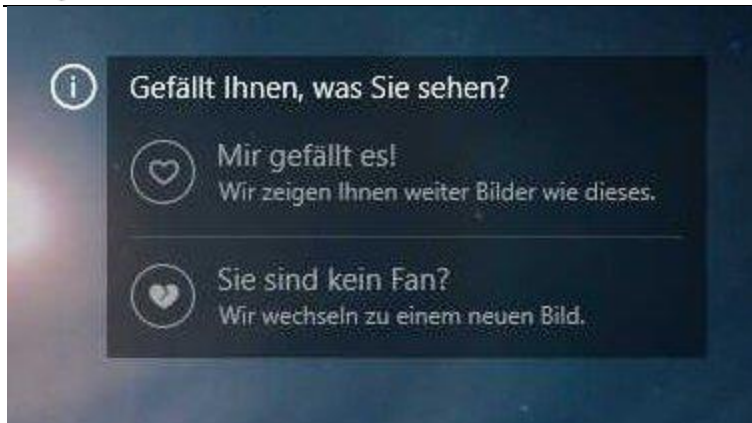 Gefällt Ihnen, was Sie sehen?
Mir gefällt es!
Wir zeigen Ihnen weiter Bilder wie dieses.
Sie sind kein Fan?
Wir wechseln zu einem neuen Bild.